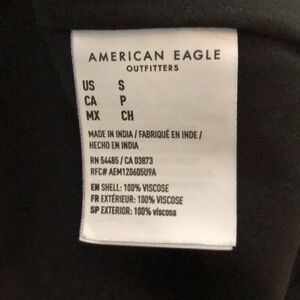 AMERICAN EAGLE
OUTFITTERS
US S
CA P
MX CH
MADE IN INDIA / FABRIQUÉ EN INDE /
HECHO EN INDIA
RN 54485 / CA 03873
RFC# AEM120605U9A
EN SHELL: 100% VISCOSE
FR EXTÉRIEUR: 100% VISCOSE
SP EXTERIOR: 100% viscosa